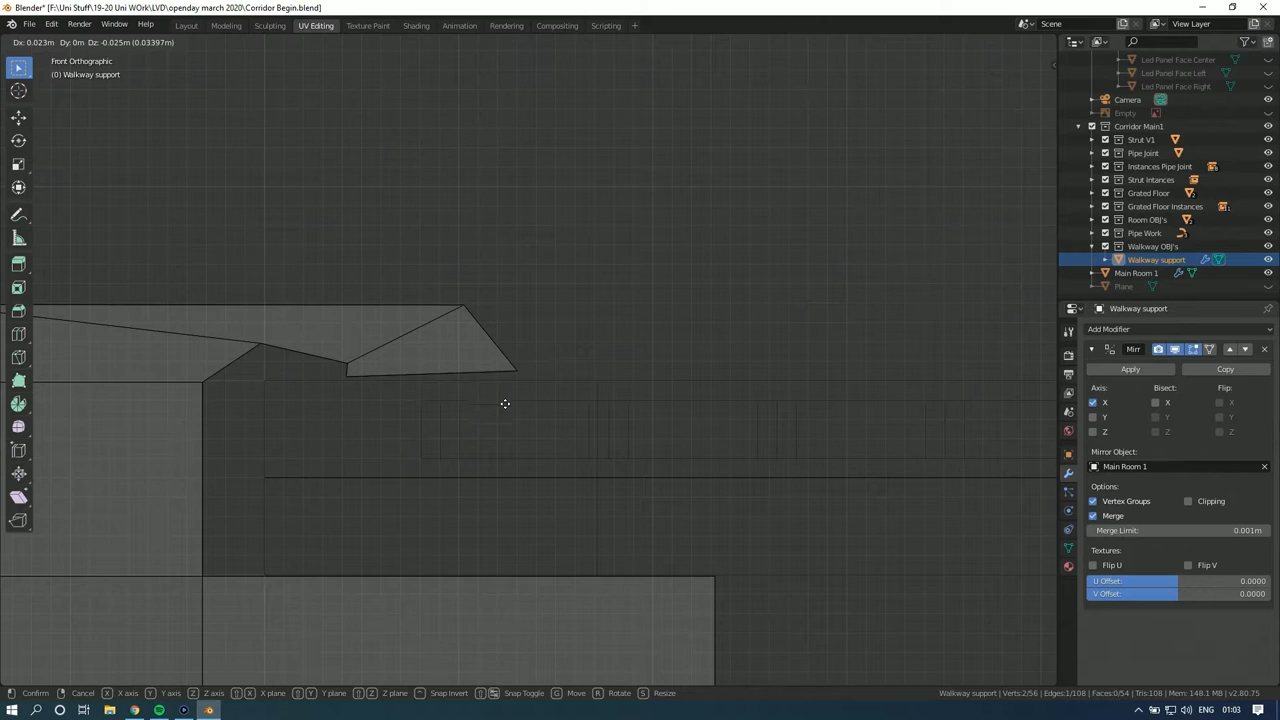 Blender* [F:\Uni Stuff\19-20 Uni WOrk\LVD\openday march 2020\Corridor Begin.blend]
File Edit Render Window Help Layout Modeling Sculpting UV Editing Texture Paint Shading Animation Rendering Compositing Scripting + Scene View Layer
Dx: 0.023m Dy: 0m Dz: -0.025m (0.03397m)
Front Orthographic
(0) Walkway support
Led Panel Face Center
Led Panel Face Left
Led Panel Face Right
Camera
Empty
Corridor Main1
Strut V1
Pipe Joint
Instances Pipe Joint
Strut Intances
Grated Floor
Grated Floor Instances
Room OBJ's
Pipe Work
Walkway OBJ's
Walkway support
Main Room 1
Plane
Walkway support
Add Modifier
Mirr
Apply Copy
Axis: Bisect: Flip:
X X X
Y Y Y
Z Z Z
Mirror Object:
Main Room 1
Options:
Vertex Groups Clipping
Merge
Merge Limit: 0.001m
Textures:
Flip U Flip V
U Offset: 0.0000
V Offset: 0.0000
Confirm Cancel X X axis Y Y axis Z Z axis X X plane Y Y plane Z Z plane Snap Invert Snap Toggle G Move R Rotate S Resize
Walkway support | Verts:2/56 | Edges:1/108 | Faces:0/54 | Tris:108 | Mem: 148.1 MB | v2.80.75
ENG 01:03